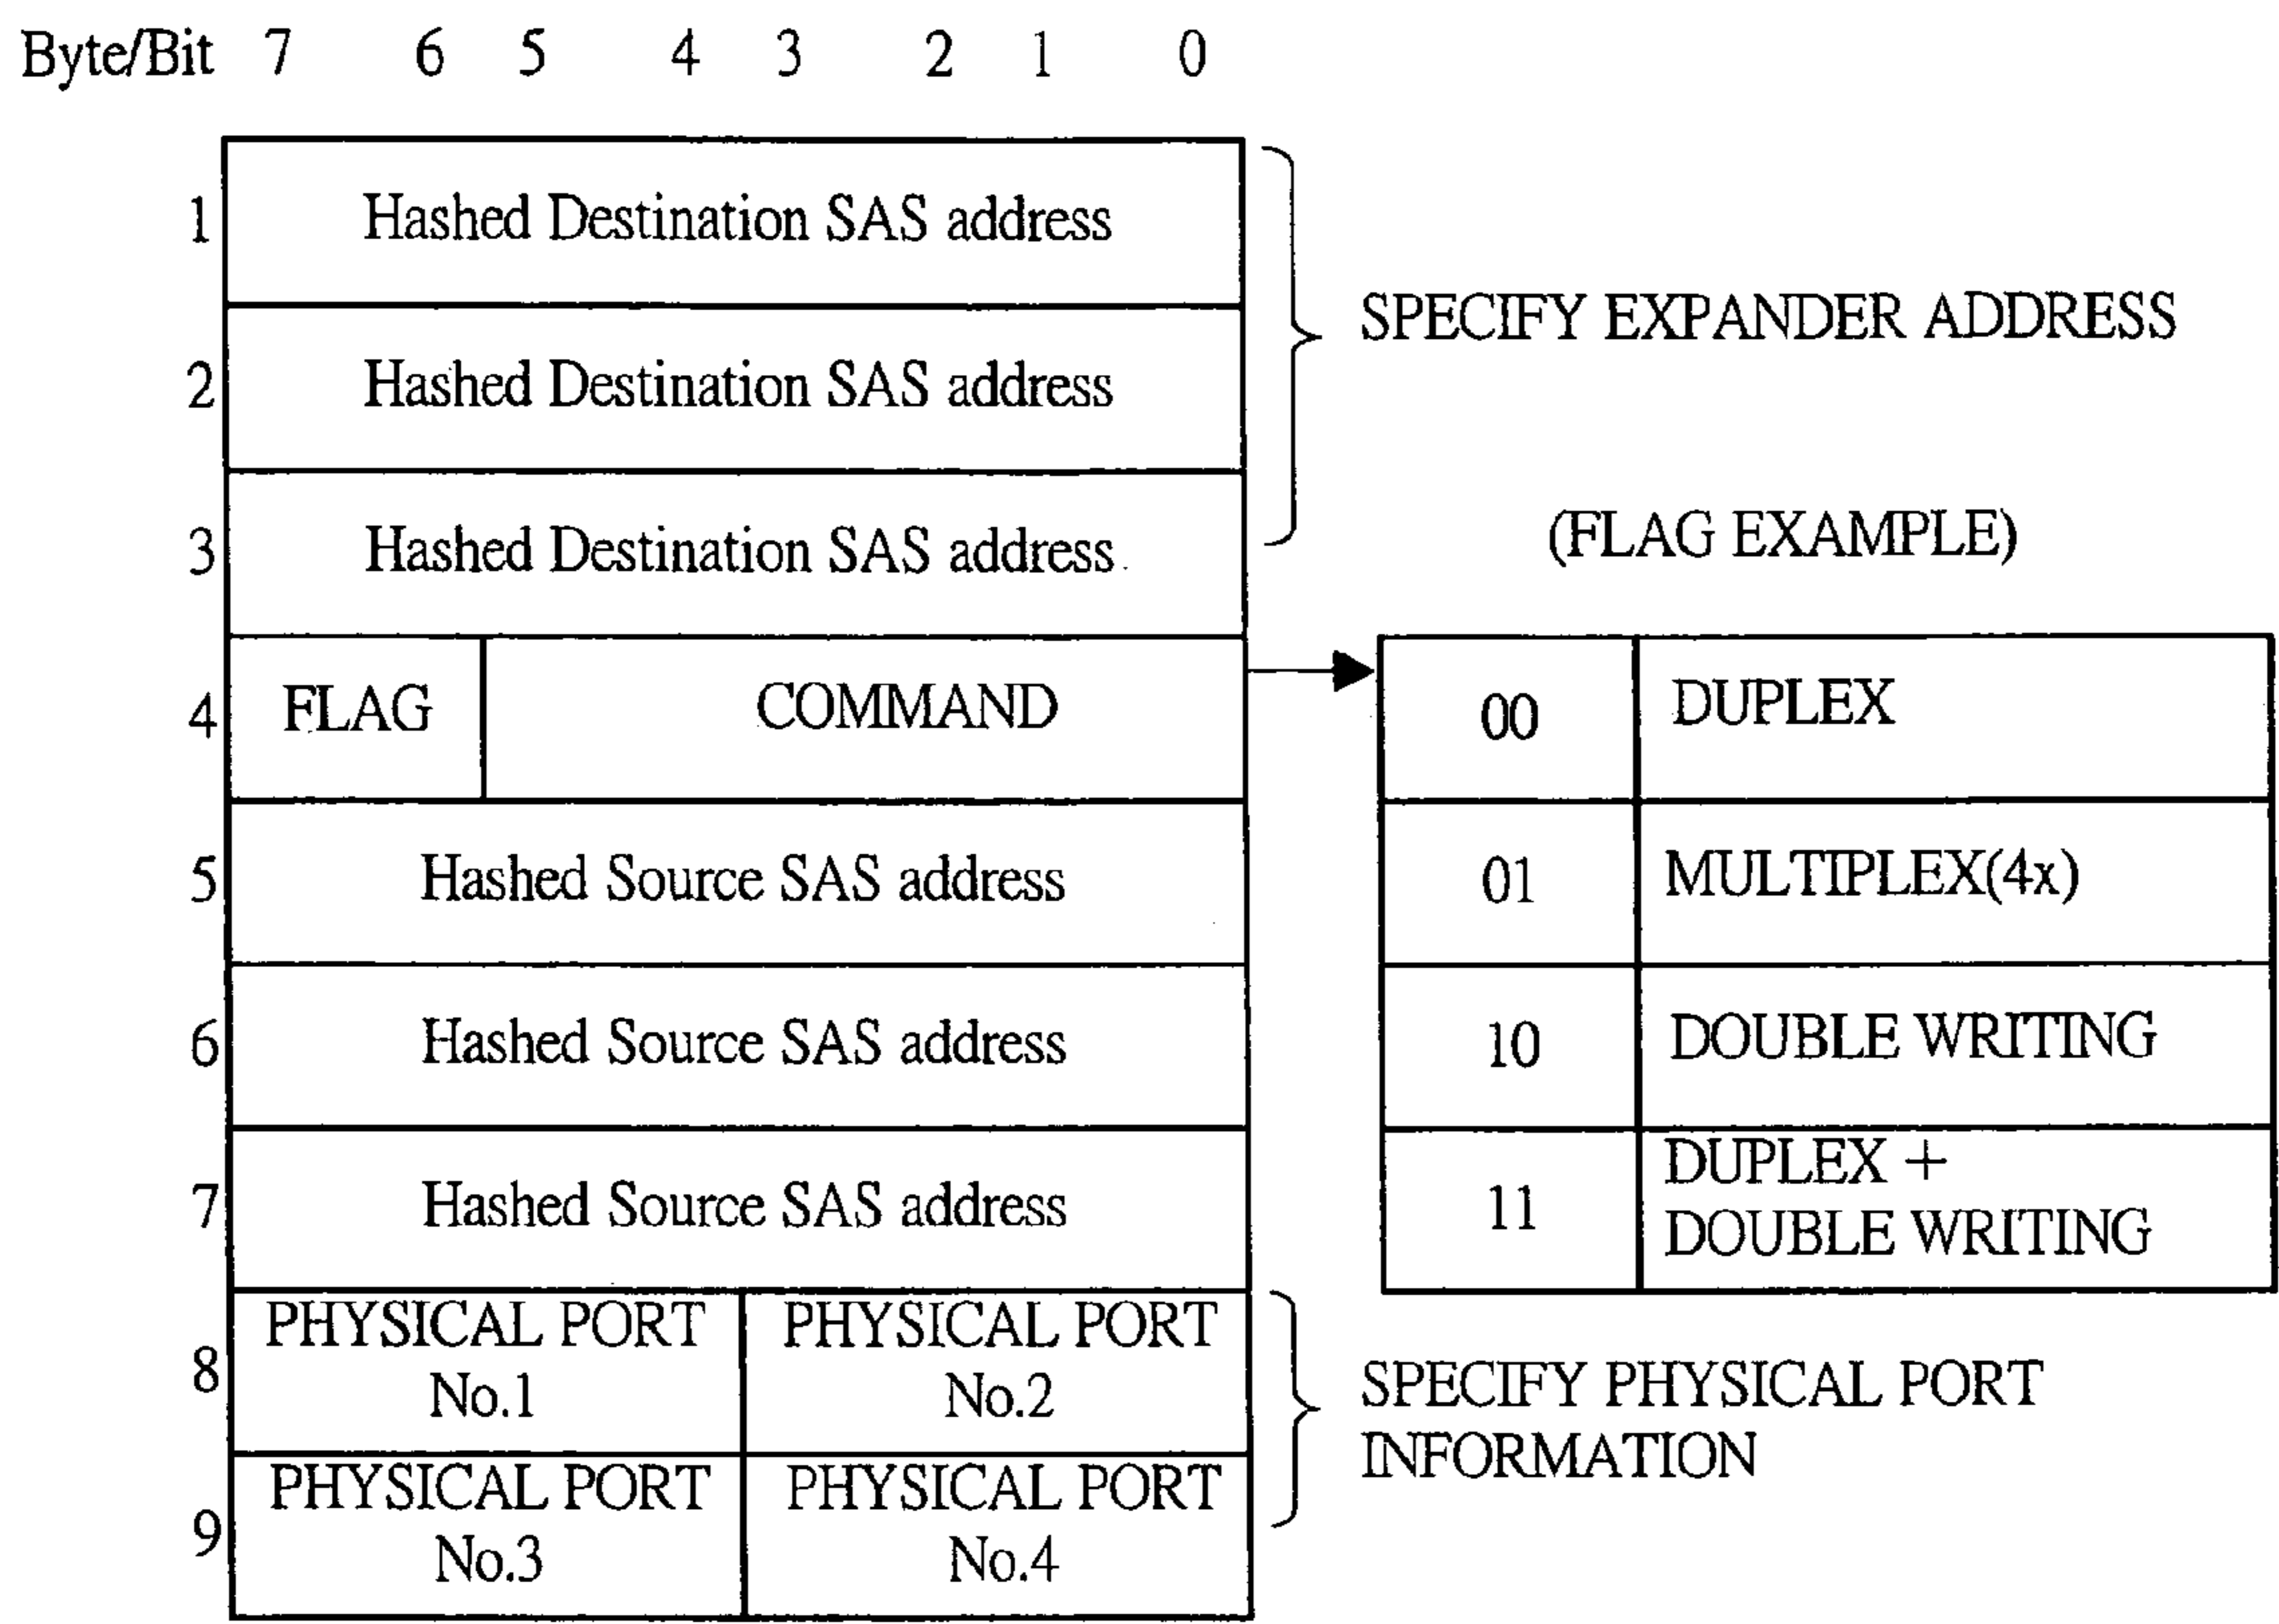 Byte/Bit 7 6 5 4 3 2 1 0
1 Hashed Destination SAS address
SPECIFY EXPANDER ADDRESS
2 Hashed Destination SAS address
3 Hashed Destination SAS address
(FLAG EXAMPLE)
4 FLAG COMMAND
00 DUPLEX
5 Hashed Source SAS address
01 MULTIPLEX(4x)
6 Hashed Source SAS address
10 DOUBLE WRITING
7 Hashed Source SAS address
11 DUPLEX +
DOUBLE WRITING
8 PHYSICAL PORT
No.1
PHYSICAL PORT
No.2
SPECIFY PHYSICAL PORT
INFORMATION
9 PHYSICAL PORT
No.3
PHYSICAL PORT
No.4